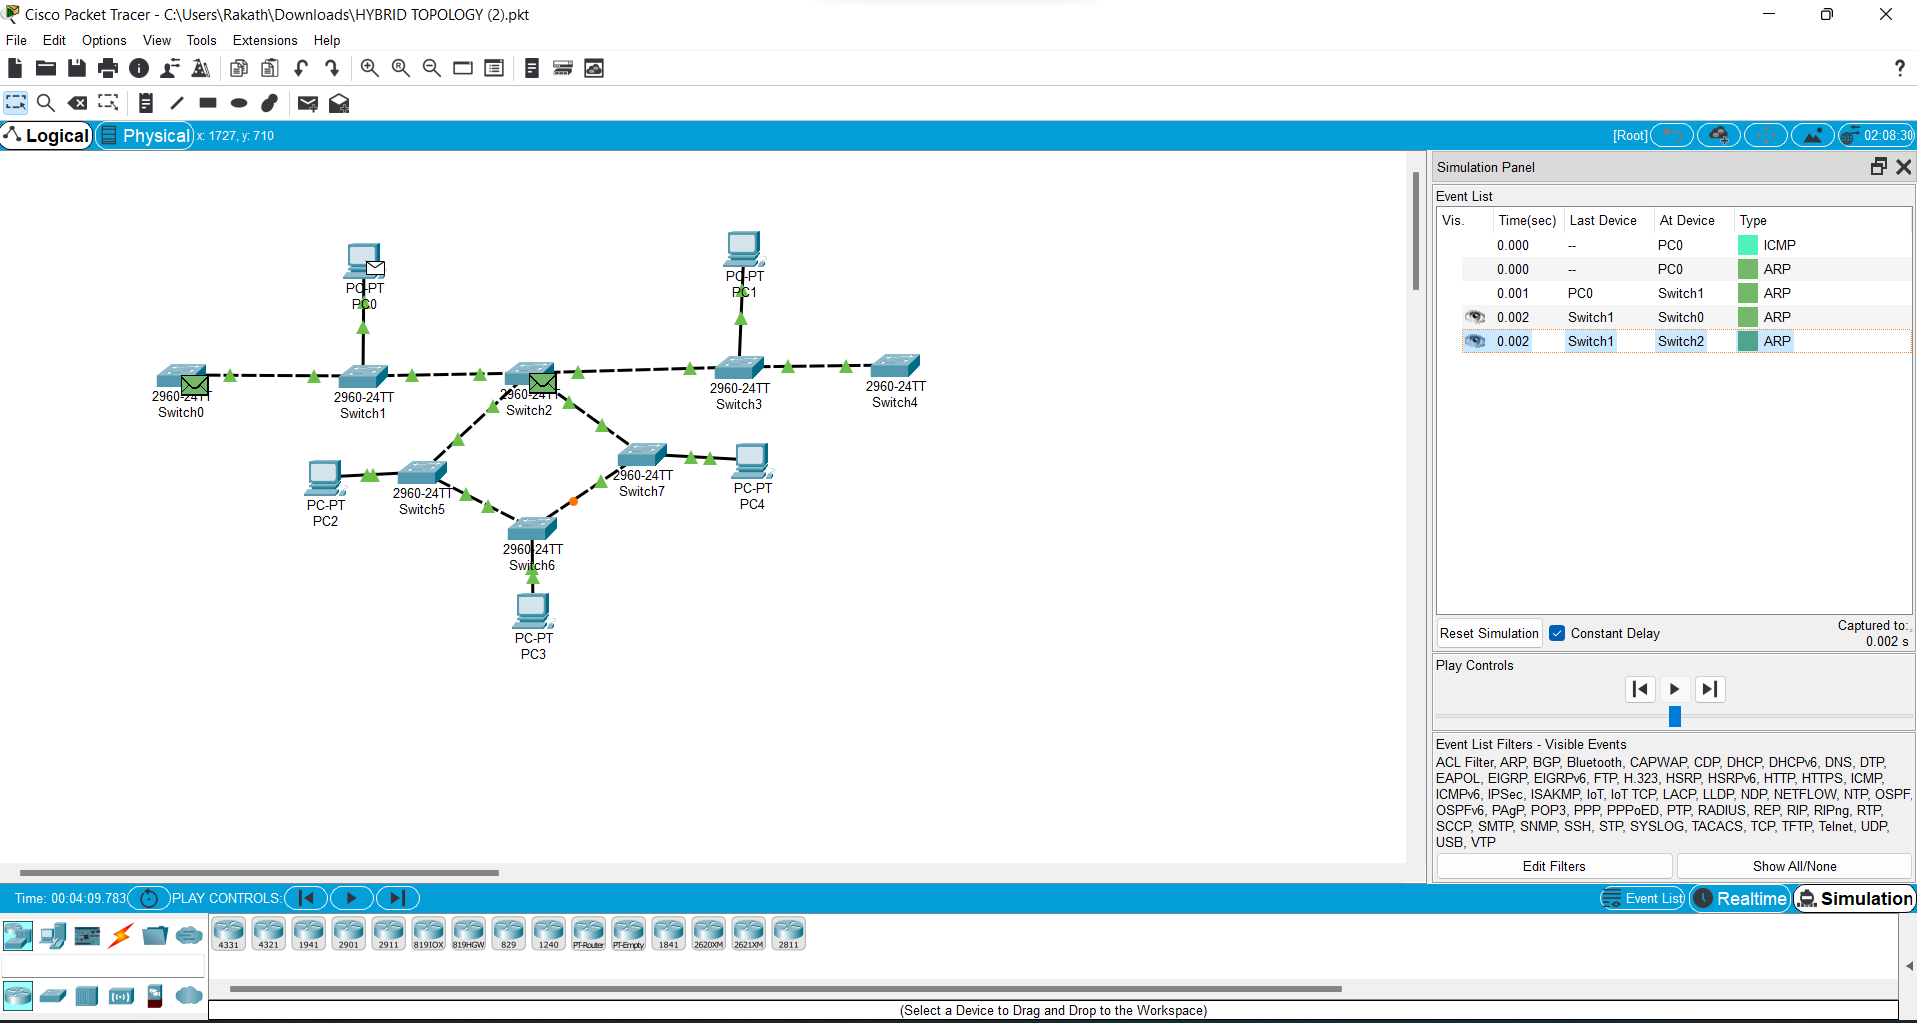 Cisco Packet Tracer - C:\Users\Rakath\Downloads\HYBRID TOPOLOGY (2).pkt
File Edit Options View Tools Extensions Help
?
Logical Physical x: 1727, y: 710 [Root] 02:08:30
Simulation Panel
Event List
Vis. Time(sec) Last Device At Device Type
0.000 -- PC0 ICMP
0.000 -- PC0 ARP
0.001 PC0 Switch1 ARP
0.002 Switch1 Switch0 ARP
0.002 Switch1 Switch2 ARP
PC-PT
PC0
PC-PT
PC1
2960-24TT
Switch0
2960-24TT
Switch1
2960-24TT
Switch2
2960-24TT
Switch3
2960-24TT
Switch4
PC-PT
PC2
2960-24TT
Switch5
2960-24TT
Switch7
PC-PT
PC4
2960-24TT
Switch6
PC-PT
PC3
Reset Simulation Constant Delay Captured to:
0.002 s
Play Controls
Event List Filters - Visible Events
ACL Filter, ARP, BGP, Bluetooth, CAPWAP, CDP, DHCP, DHCPv6, DNS, DTP,
EAPOL, EIGRP, EIGRPv6, FTP, H.323, HSRP, HSRPv6, HTTP, HTTPS, ICMP,
ICMPv6, IPSec, ISAKMP, IoT, IoT TCP, LACP, LLDP, NDP, NETFLOW, NTP, OSPF,
OSPFv6, PAgP, POP3, PPP, PPPoED, PTP, RADIUS, REP, RIP, RIPng, RTP,
SCCP, SMTP, SNMP, SSH, STP, SYSLOG, TACACS, TCP, TFTP, Telnet, UDP,
USB, VTP
Edit Filters Show All/None
Time: 00:04:09.783 PLAY CONTROLS: Event List Realtime Simulation
4331 4321 1941 2901 2911 819IOX 819HGW 829 1240 PT-Router PT-Empty 1841 2620XM 2621XM 2811
(Select a Device to Drag and Drop to the Workspace)